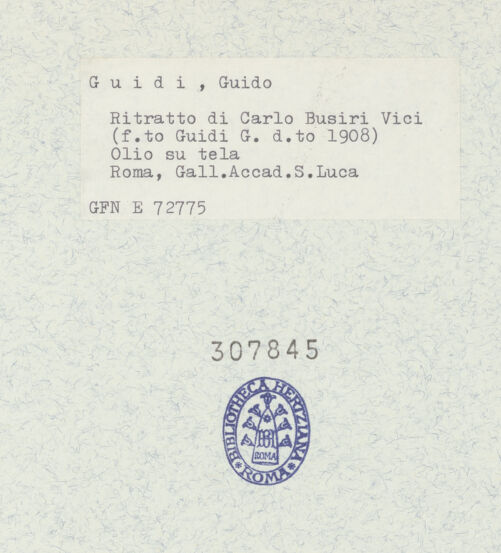 G u i d i , Guido
Ritratto di Carlo Busiri Vici
(f.to Guidi G. d.to 1908)
Olio su tela
Roma, Gall.Accad.S.Luca
GFN E 72775
307845
BIBLIOTHECA HERTZIANA
ROMA
* ROMA *